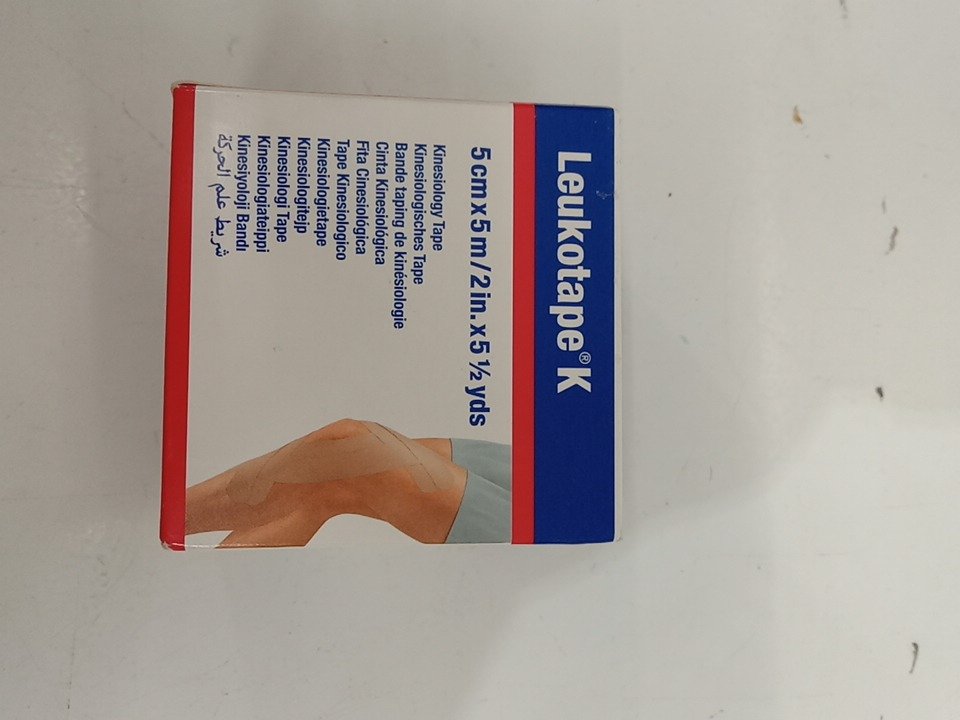 Leukotape® K
5 cm x 5 m / 2 in. x 5 ½ yds
Kinesiology Tape
Kinesiologisches Tape
Bande taping de kinésiologie
Cinta Kinesiológica
Fita Cinesiológica
Tape Kinesiologico
Kinesiologietape
Kinesiologitejp
Kinesiologi Tape
Kinesiologiateippi
Kinesiyoloji Bandı
شريط علم الحركة